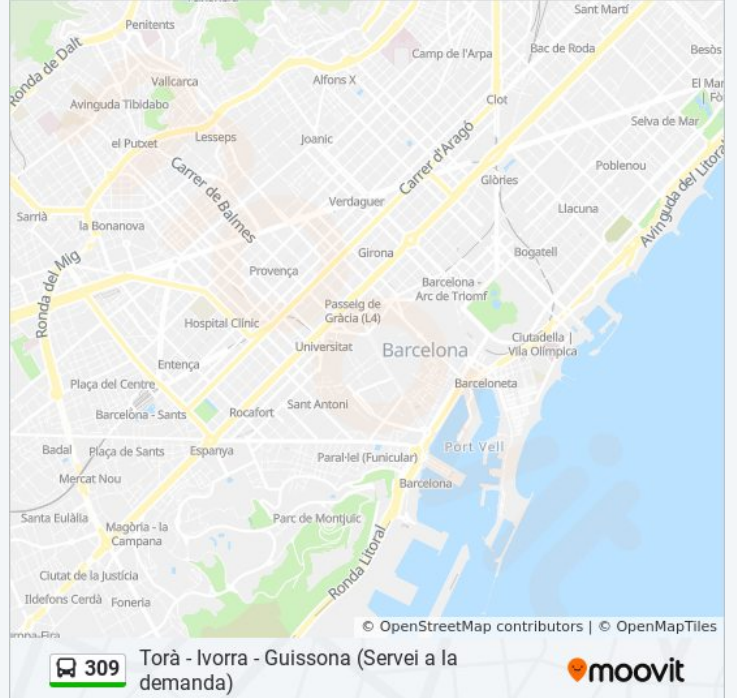 Sant Martí
Penitents
Ronda de Dalt
Camp de l'Arpa
Bac de Roda
Besòs
Vallcarca
Alfons X
El Mar
| Fò
Avinguda Tibidabo
Clot
Selva de Mar
el Putxet
Lesseps
Joanic
Carrer d'Aragó
Poblenou
Glòries
Carrer de Balmes
Verdaguer
Llacuna
Avinguda del Litoral
Sarrià
la Bonanova
Girona
Bogatell
Ronda del Mig
Provença
Barcelona -
Arc de Triomf
Passeig de
Gràcia (L4)
Hospital Clínic
Universitat
Barcelona
Ciutadella |
Vila Olímpica
Entença
Plaça del Centre
Barceloneta
Barcelona - Sants
Rocafort
Sant Antoni
Badal
Plaça de Sants
Espanya
Paral·lel (Funicular)
Port Vell
Mercat Nou
Barcelona
Santa Eulàlia
Magòria - la
Campana
Parc de Montjuïc
Ronda Litoral
Ciutat de la Justícia
Ildefons Cerdà
Foneria
© OpenStreetMap contributors | © OpenMapTiles
309
Torà - Ivorra - Guissona (Servei a la
demanda)
moovit